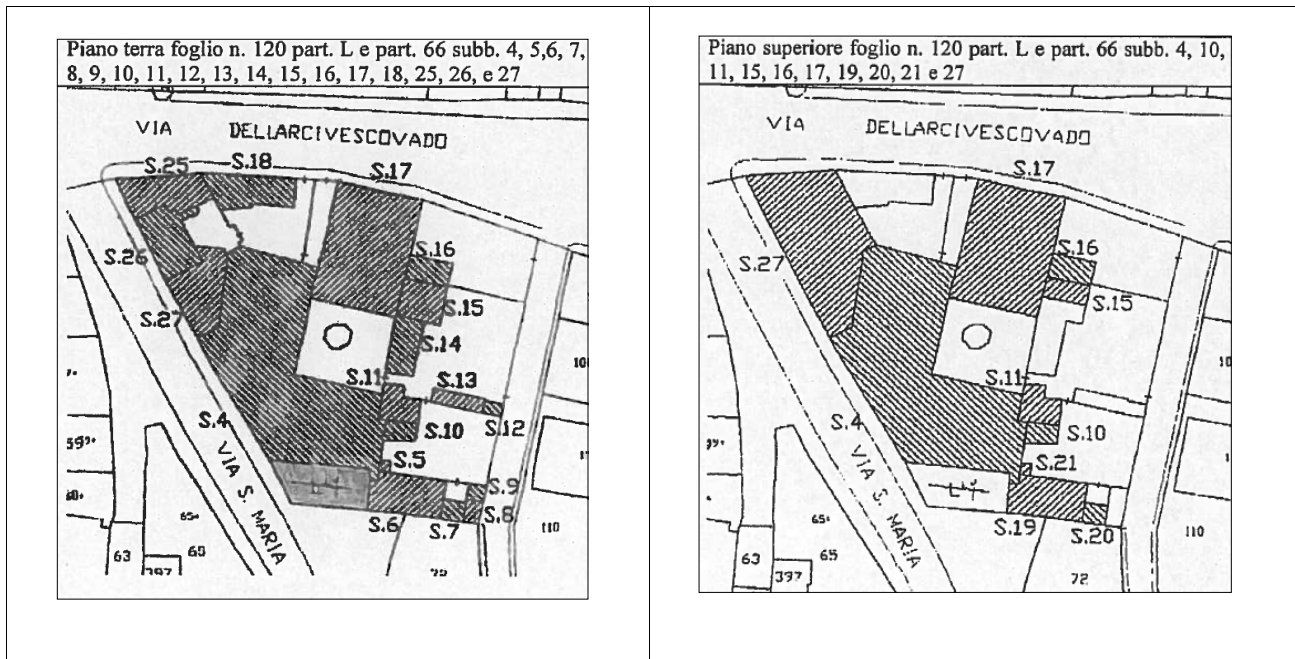 Piano terra foglio n. 120 part. L e part. 66 subb. 4, 5,6, 7,
8, 9, 10, 11, 12, 13, 14, 15, 16, 17, 18, 25, 26, e 27
VIA DELLARCIVESCOVADO
S.25
S.18
S.17
S.16
S.26
S.15
S.27
S.14
S.11
S.13
S.4
S.10
S.12
S.5
VIA S. MARIA
S.9
S.6
S.7
S.8
65
63
65
397
110
Piano superiore foglio n. 120 part. L e part. 66 subb. 4, 10,
11, 15, 16, 17, 19, 20, 21 e 27
VIA DELLARCIVESCOVADO
S.17
S.16
S.27
S.15
S.11
S.4
S.10
S.21
VIA S. MARIA
S.19
S.20
65
63
65
397
72
110